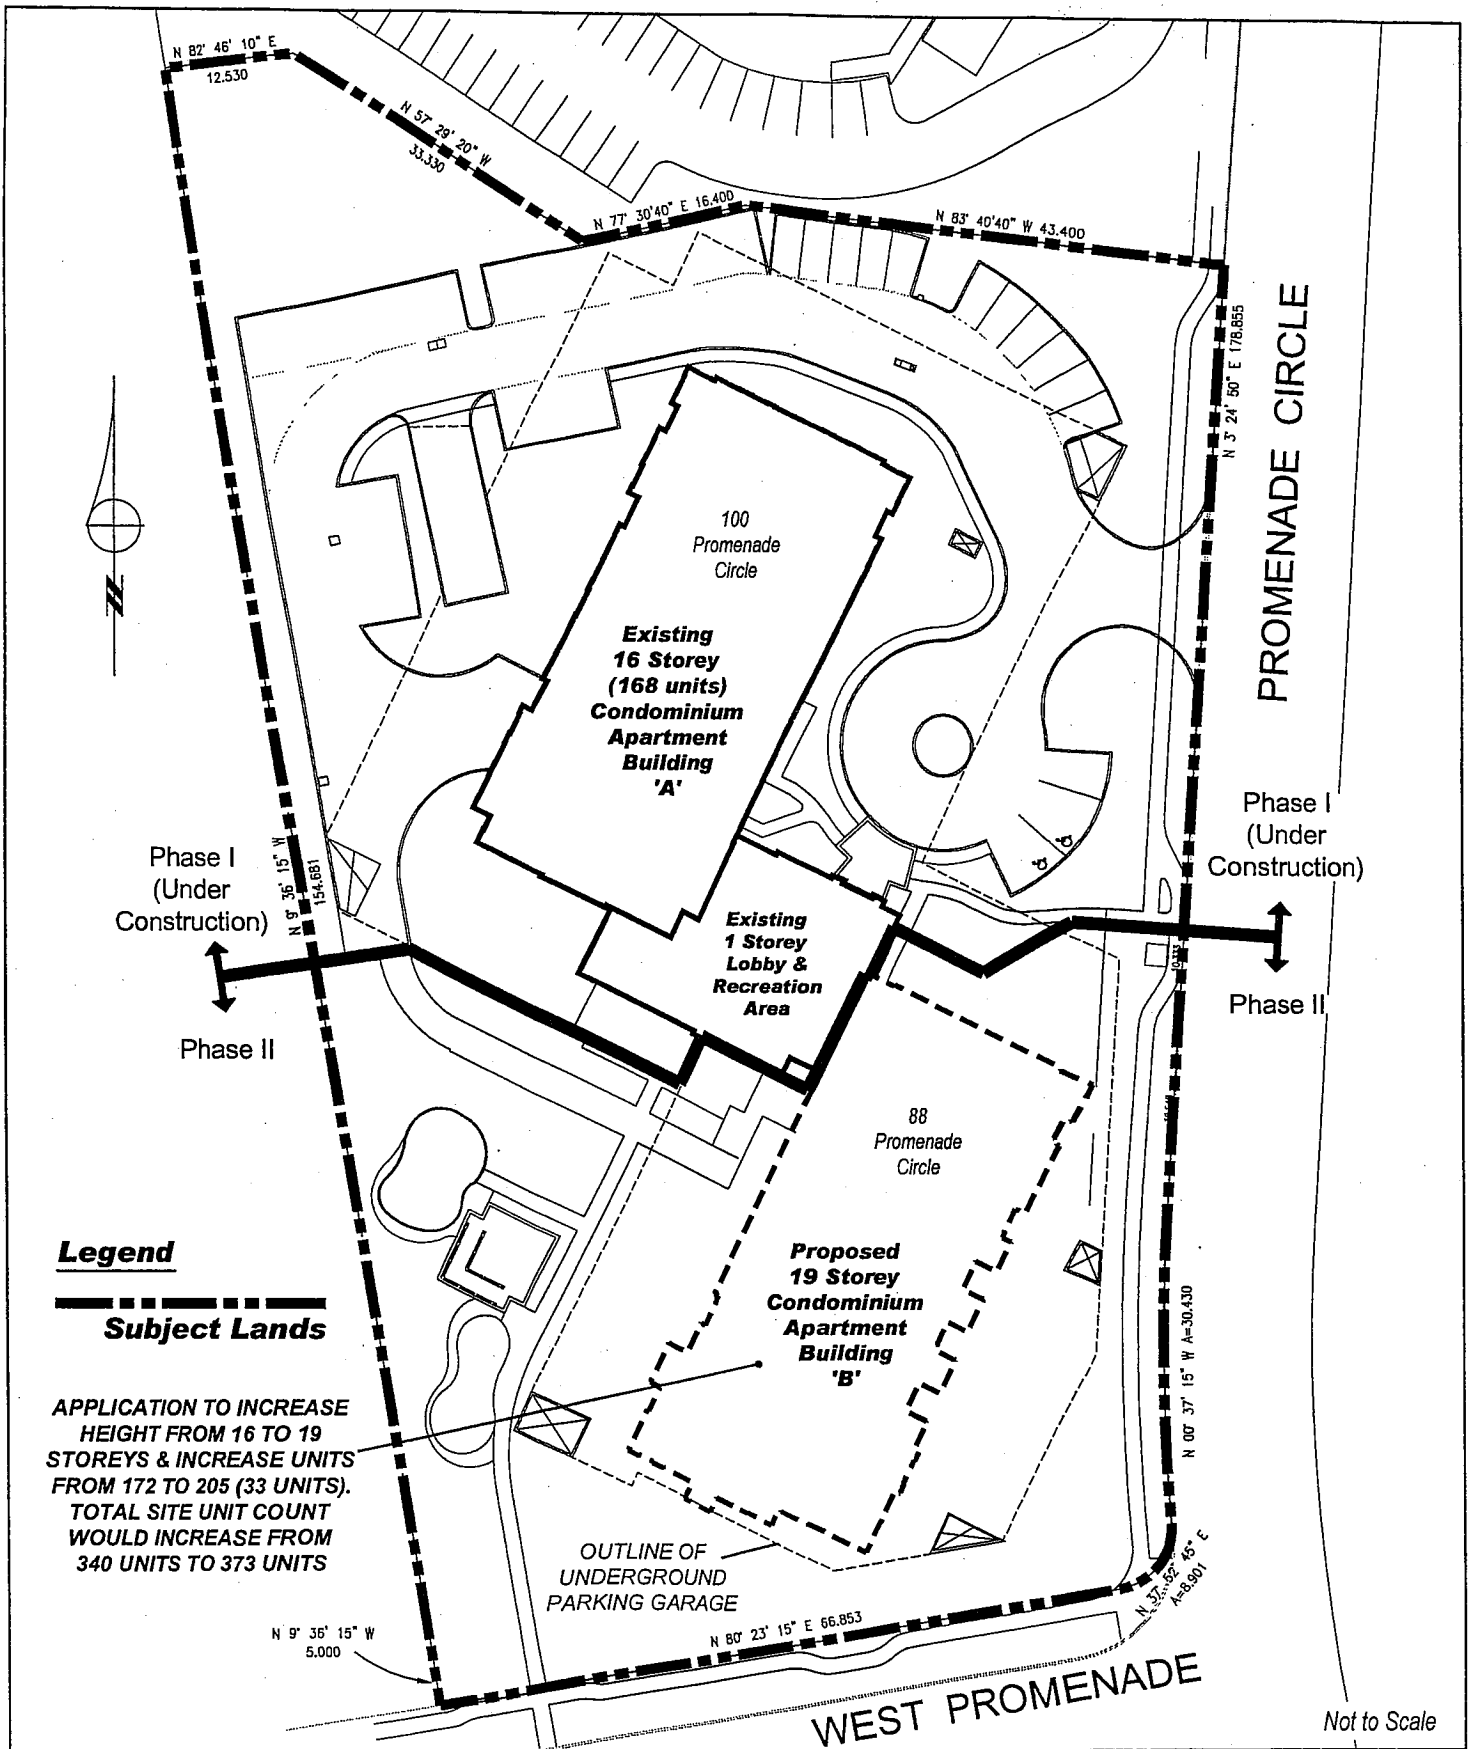 N 82' 46' 10" E
12.530
N 57' 29' 20" W
33.330
N 77' 30'40" E 16.400
N 83' 40'40" W 43.400
N 3' 24' 50" E 178.855
PROMENADE CIRCLE
N
100
Promenade
Circle
Existing
16 Storey
(168 units)
Condominium
Apartment
Building
'A'
Phase I
(Under
Construction)
Phase II
N 9' 36' 15" W
154.681
Existing
1 Storey
Lobby &
Recreation
Area
Phase I
(Under
Construction)
Phase II
88
Promenade
Circle
Proposed
19 Storey
Condominium
Apartment
Building
'B'
Legend
Subject Lands
APPLICATION TO INCREASE
HEIGHT FROM 16 TO 19
STOREYS & INCREASE UNITS
FROM 172 TO 205 (33 UNITS).
TOTAL SITE UNIT COUNT
WOULD INCREASE FROM
340 UNITS TO 373 UNITS
OUTLINE OF
UNDERGROUND
PARKING GARAGE
N 00' 37' 15" W A=30.430
N 37' 52' 45" E
A=8.901
N 9' 36' 15" W
5.000
N 80' 23' 15" E 66.853
WEST PROMENADE
Not to Scale